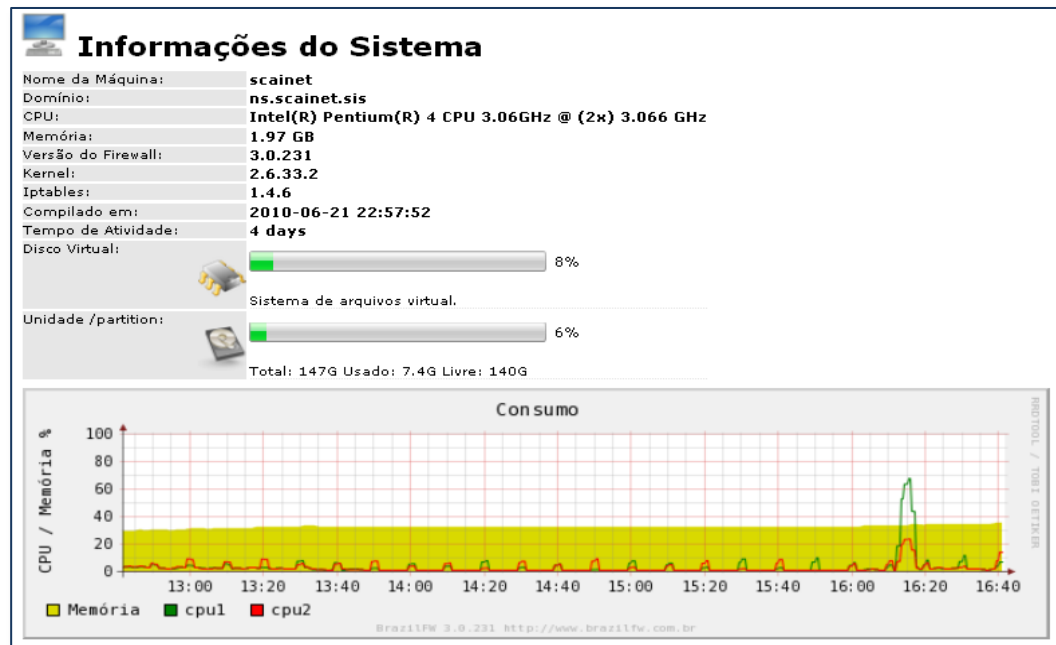 Informações do Sistema
Nome da Máquina: scainet
Domínio: ns.scainet.sis
CPU: Intel(R) Pentium(R) 4 CPU 3.06GHz @ (2x) 3.066 GHz
Memória: 1.97 GB
Versão do Firewall: 3.0.231
Kernel: 2.6.33.2
Iptables: 1.4.6
Compilado em: 2010-06-21 22:57:52
Tempo de Atividade: 4 days
Disco Virtual: 8%
Sistema de arquivos virtual.
Unidade /partition: 6%
Total: 147G Usado: 7.4G Livre: 140G
Consumo
CPU / Memória %
100
80
60
40
20
0
13:00 13:20 13:40 14:00 14:20 14:40 15:00 15:20 15:40 16:00 16:20 16:40
Memória cpu1 cpu2
BrazilFW 3.0.231 http://www.brazilfw.com.br
RRDTOOL / TOBI OETIKER